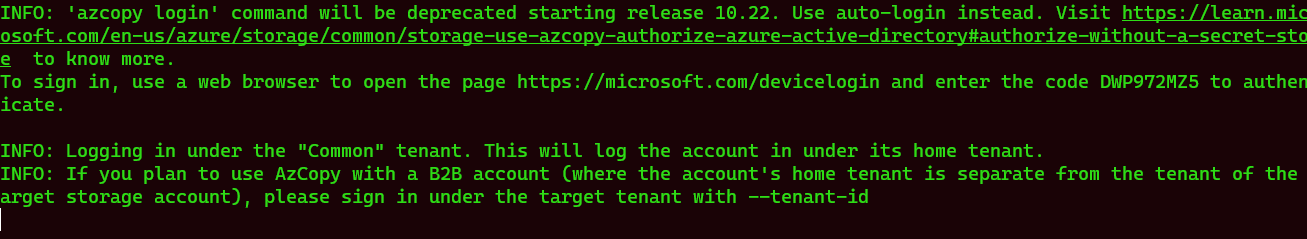 INFO: 'azcopy login' command will be deprecated starting release 10.22. Use auto-login instead. Visit https://learn.mic
osoft.com/en-us/azure/storage/common/storage-use-azcopy-authorize-azure-active-directory#authorize-without-a-secret-sto
e  to know more.
To sign in, use a web browser to open the page https://microsoft.com/devicelogin and enter the code DWP972MZ5 to authen
icate.
INFO: Logging in under the "Common" tenant. This will log the account in under its home tenant.
INFO: If you plan to use AzCopy with a B2B account (where the account's home tenant is separate from the tenant of the
arget storage account), please sign in under the target tenant with --tenant-id